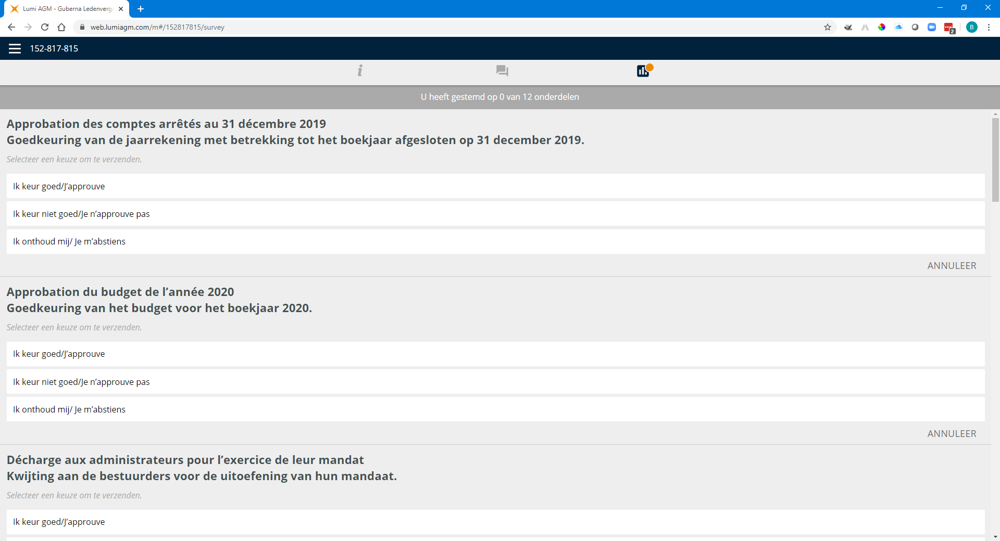 Lumi AGM - Guberna Ledenverga
web.lumiagm.com/m#/152817815/survey
2
B
152-817-815
U heeft gestemd op 0 van 12 onderdelen
Approbation des comptes arrêtés au 31 décembre 2019
Goedkeuring van de jaarrekening met betrekking tot het boekjaar afgesloten op 31 december 2019.
Selecteer een keuze om te verzenden.
Ik keur goed/J’approuve
Ik keur niet goed/Je n’approuve pas
Ik onthoud mij/ Je m’abstiens
ANNULEER
Approbation du budget de l’année 2020
Goedkeuring van het budget voor het boekjaar 2020.
Selecteer een keuze om te verzenden.
Ik keur goed/J’approuve
Ik keur niet goed/Je n’approuve pas
Ik onthoud mij/ Je m’abstiens
ANNULEER
Décharge aux administrateurs pour l’exercice de leur mandat
Kwijting aan de bestuurders voor de uitoefening van hun mandaat.
Selecteer een keuze om te verzenden.
Ik keur goed/J’approuve